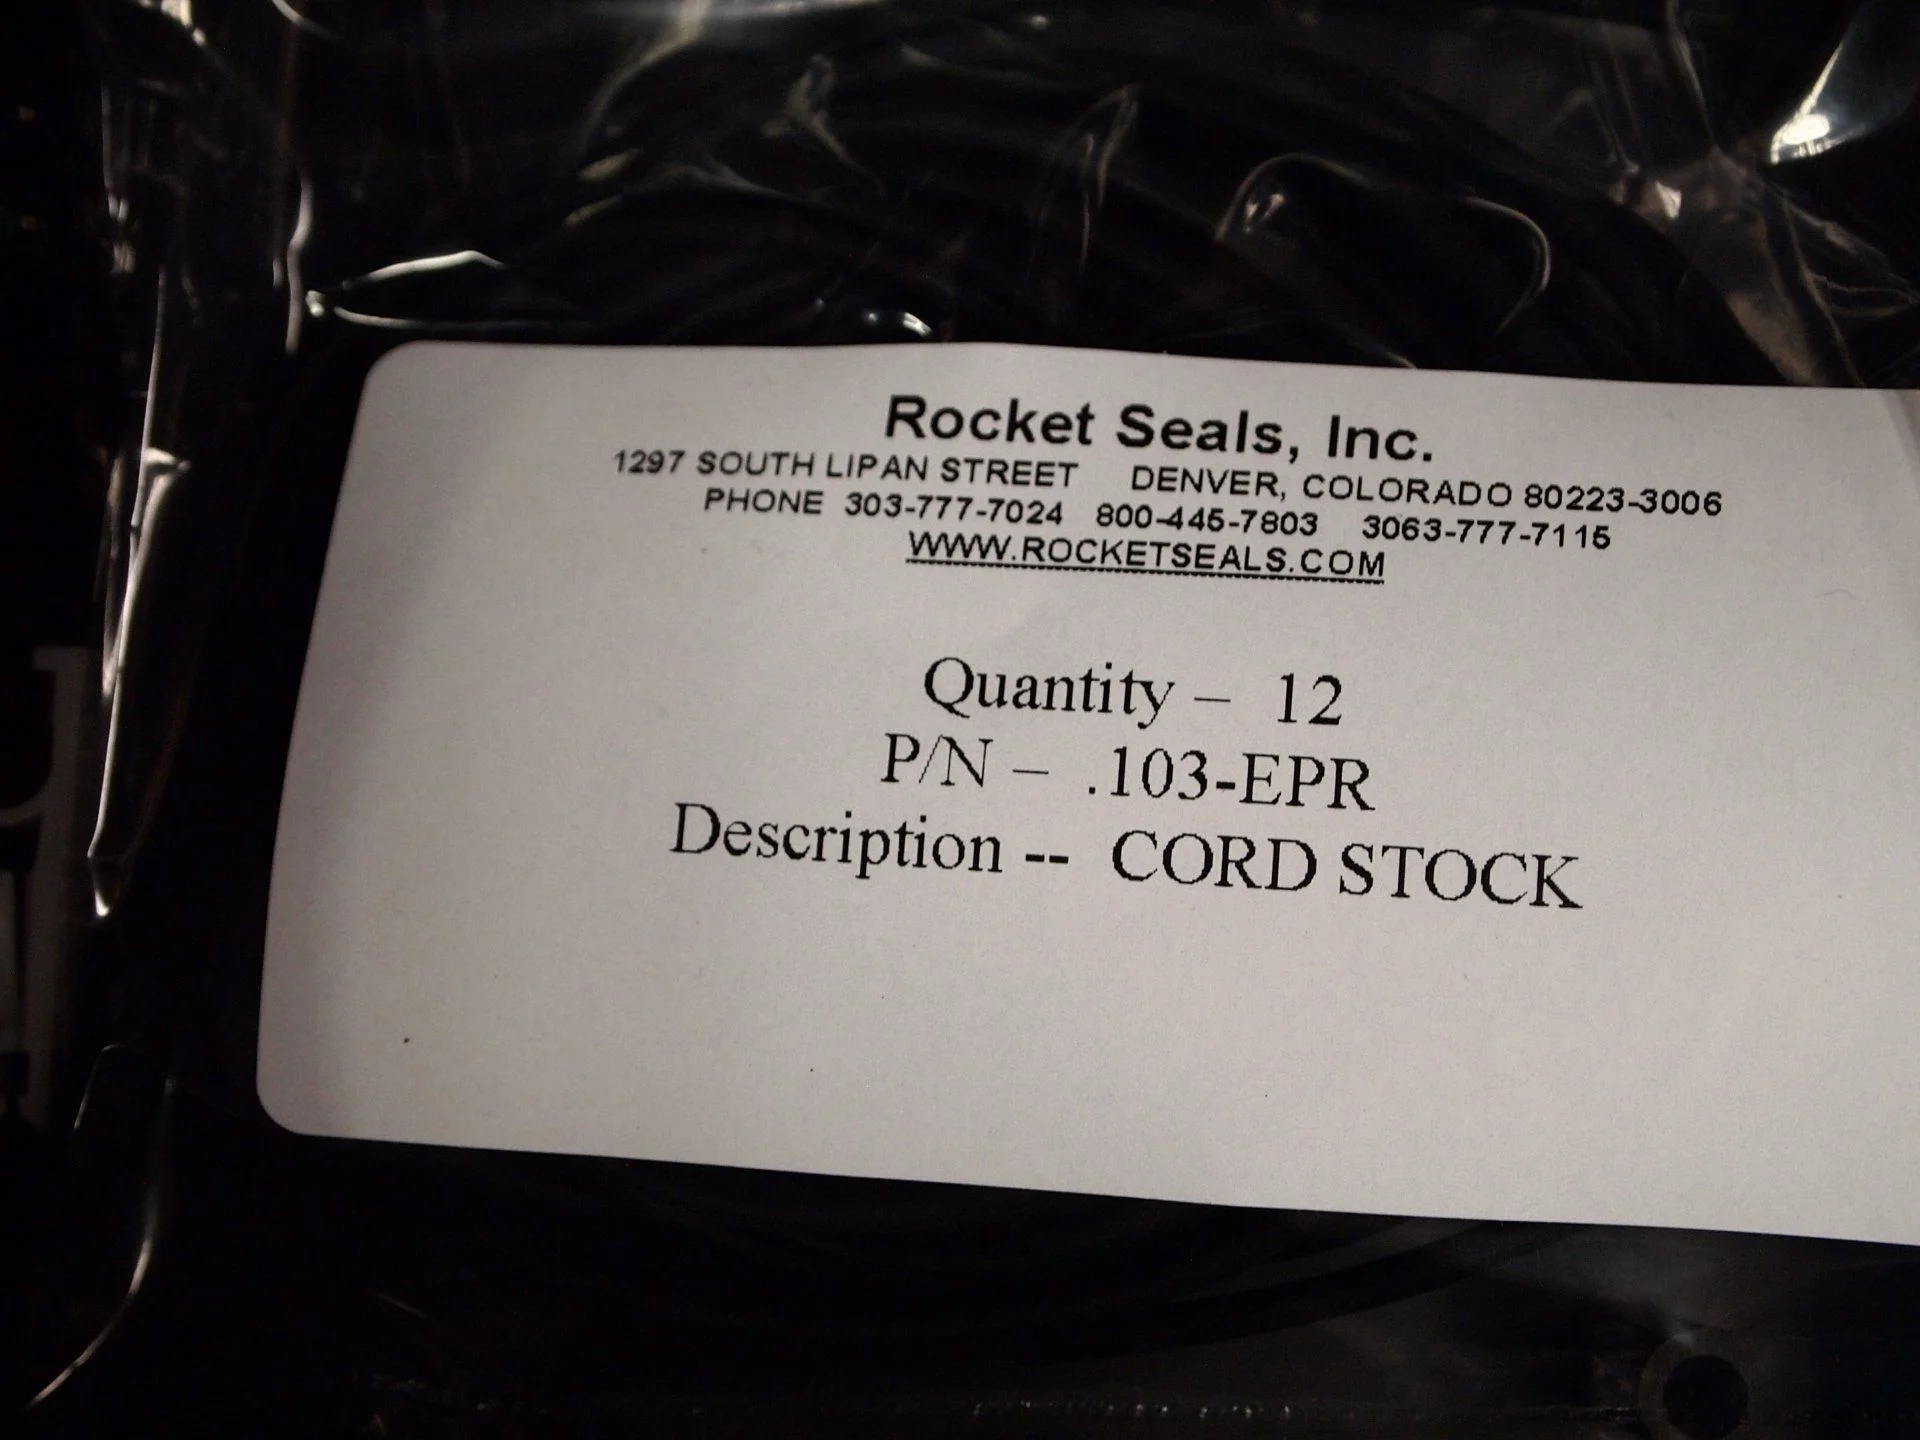 Rocket Seals, Inc.
1297 SOUTH LIPAN STREET DENVER, COLORADO 80223-3006
PHONE 303-777-7024 800-445-7803 3063-777-7115
WWW.ROCKETSEALS.COM
Quantity – 12
P/N – .103-EPR
Description -- CORD STOCK